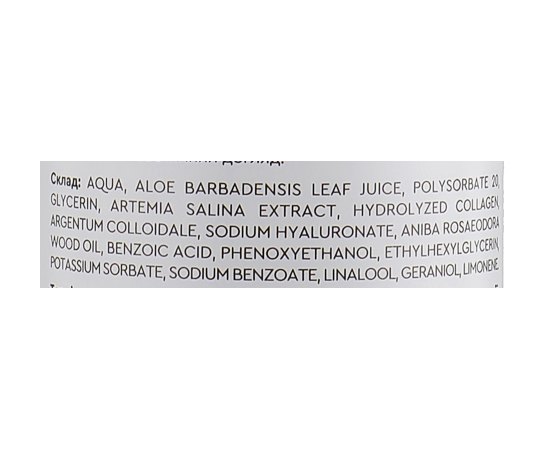 догляд.
Склад: AQUA, ALOE BARBADENSIS LEAF JUICE, POLYSORBATE 20,
GLYCERIN, ARTEMIA SALINA EXTRACT, HYDROLYZED COLLAGEN,
ARGENTUM COLLOIDALE, SODIUM HYALURONATE, ANIBA ROSAEODORA
WOOD OIL, BENZOIC ACID, PHENOXYETHANOL, ETHYLHEXYLGLYCERIN,
POTASSIUM SORBATE, SODIUM BENZOATE, LINALOOL, GERANIOL, LIMONENE.